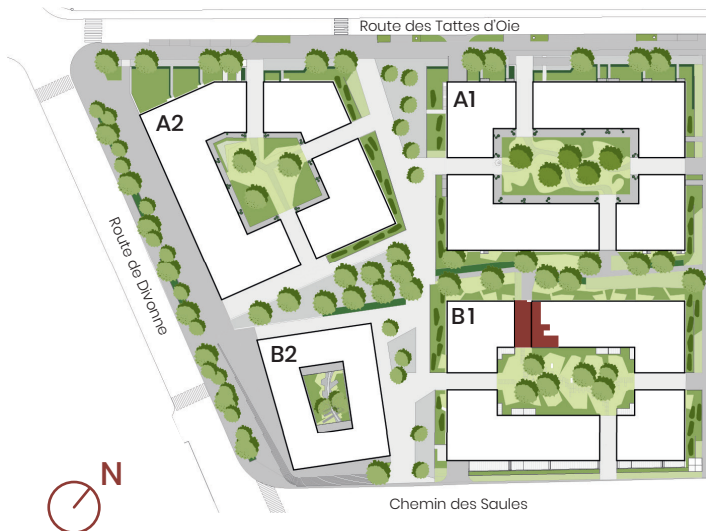 Route des Tattes d'Oie
A2
A1
Route de Divonne
B2
B1
N
Chemin des Saules